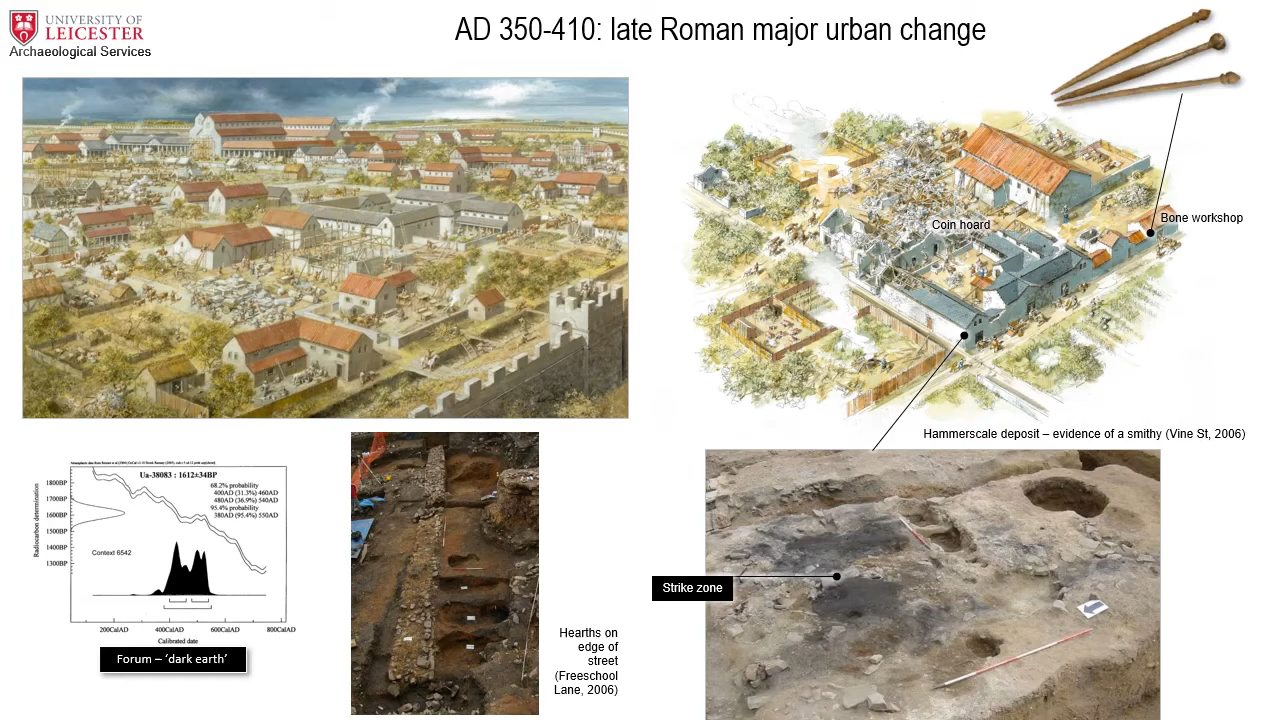 UNIVERSITY OF
LEICESTER
Archaeological Services
AD 350-410: late Roman major urban change
Coin hoard
Bone workshop
Hammerscale deposit – evidence of a smithy (Vine St, 2006)
Ua-38083 : 1612±34BP
68.2% probability
400AD (31.3%) 460AD
480AD (36.9%) 540AD
95.4% probability
380AD (95.4%) 550AD
Radiocarbon determination
1800BP
1700BP
1600BP
1500BP
1400BP
1300BP
Context 6542
200CalAD
400CalAD
600CalAD
800CalAD
Calibrated date
Forum – ‘dark earth’
Hearths on
edge of
street
(Freeschool
Lane, 2006)
Strike zone